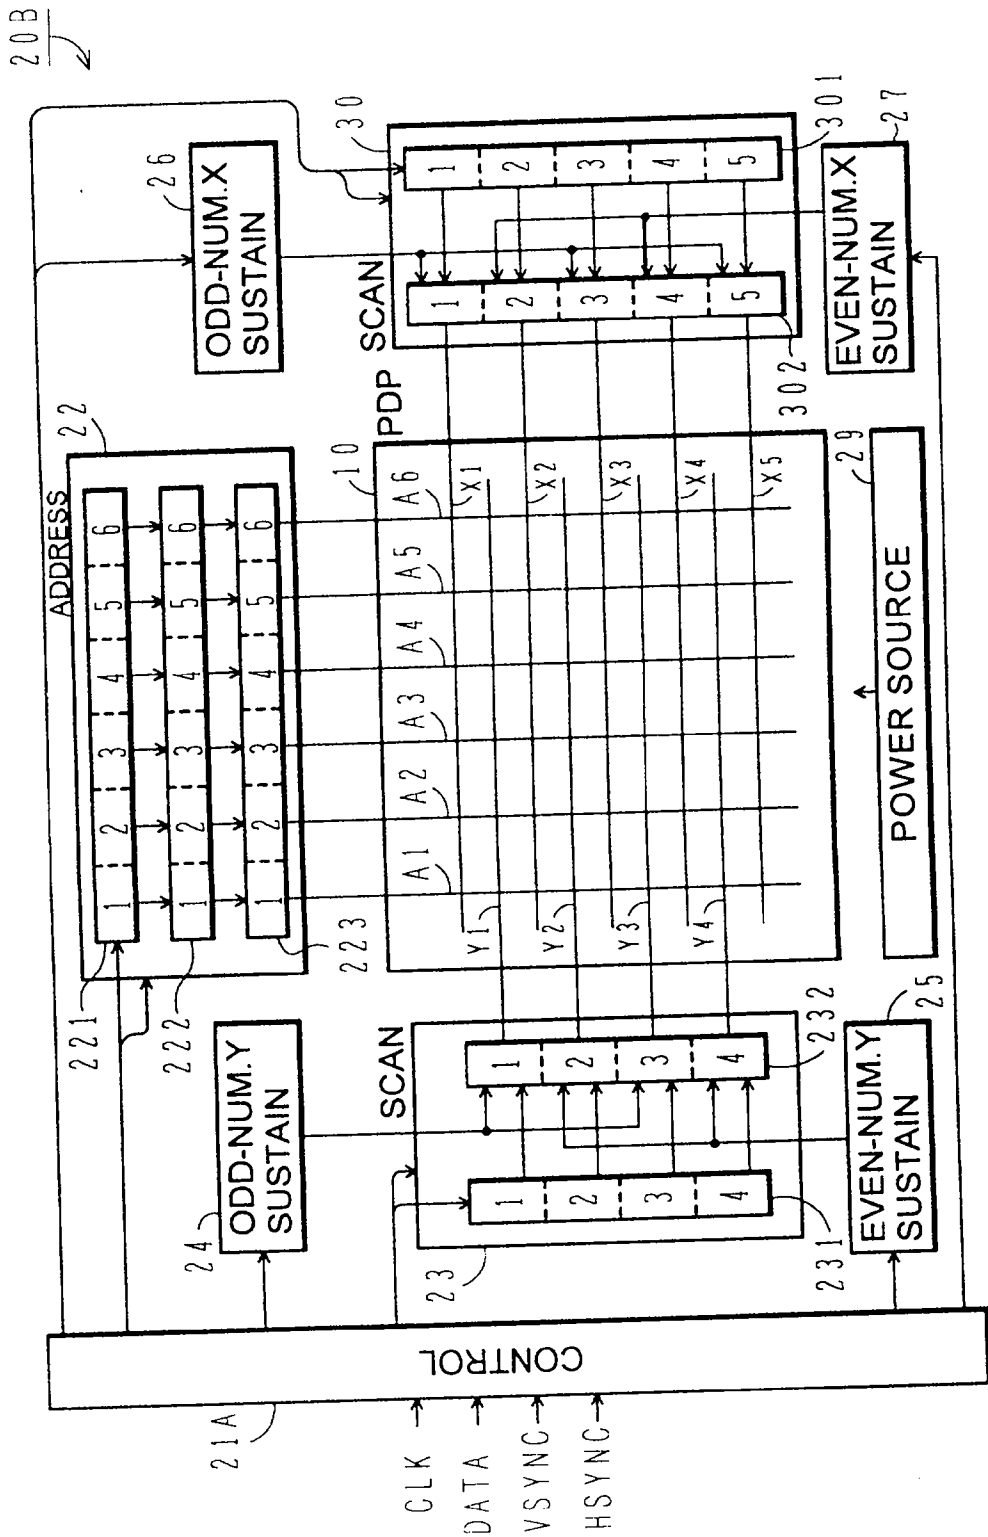 20B
ADDRESS
22
221
1 2 3 4 5 6
222
1 2 3 4 5 6
223
1 2 3 4 5 6
24
ODD-NUM.Y
SUSTAIN
26
ODD-NUM.X
SUSTAIN
21A
CONTROL
CLK
DATA
VSYNC
HSYNC
SCAN
23
231
1
2
3
4
232
1
2
3
4
PDP
10
A1 A2 A3 A4 A5 A6
X1
Y1
X2
Y2
X3
Y3
X4
Y4
X5
SCAN
30
302
1
2
3
4
5
301
1
2
3
4
5
EVEN-NUM.Y
SUSTAIN
25
POWER SOURCE
29
EVEN-NUM.X
SUSTAIN
27